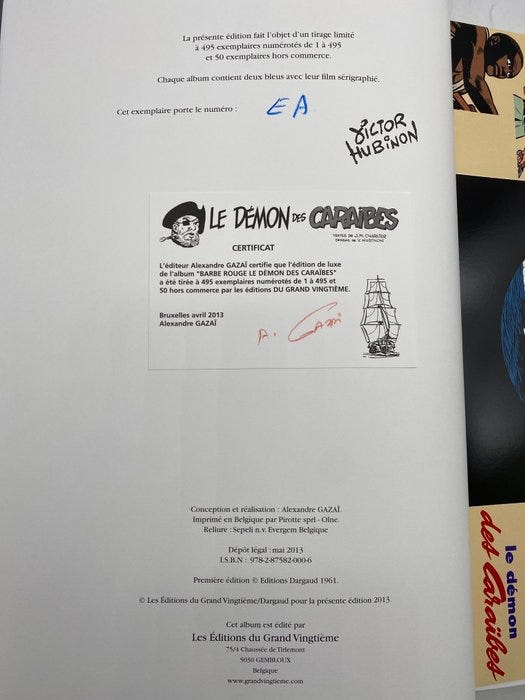 La présente édition fait l'objet d'un tirage limité
à 495 exemplaires numérotés de 1 à 495
et 50 exemplaires hors commerce.
Chaque album contient deux bleus avec leur film sérigraphié.
Cet exemplaire porte le numéro : EA
VICTOR
HUBINON
LE DÉMON DES CARAÏBES
TEXTES DE J.M. CHARLIER
DESSINS DE V. HUBINON
CERTIFICAT
L'éditeur Alexandre GAZAÏ certifie que l'édition de luxe
de l'album "BARBE ROUGE LE DÉMON DES CARAÏBES"
a été tirée à 495 exemplaires numérotés de 1 à 495 et
50 hors commerce par les éditions DU GRAND VINGTIÈME.
Bruxelles avril 2013
Alexandre GAZAÏ
A. Gazaï
Conception et réalisation : Alexandre GAZAÏ.
Imprimé en Belgique par Pirotte sprl - Olne.
Reliure : Sepeli n.v. Evergem Belgique
Dépôt légal : mai 2013
I.S.B.N : 978-2-87582-000-6
Première édition © Editions Dargaud 1961.
© Les Éditions du Grand Vingtième/Dargaud pour la présente édition 2013.
Cet album est édité par
Les Éditions du Grand Vingtième
75/4 Chaussée de Tirlemont
5030 GEMBLOUX
Belgique
www.grandvingtieme.com
le démon
des Caraïbes